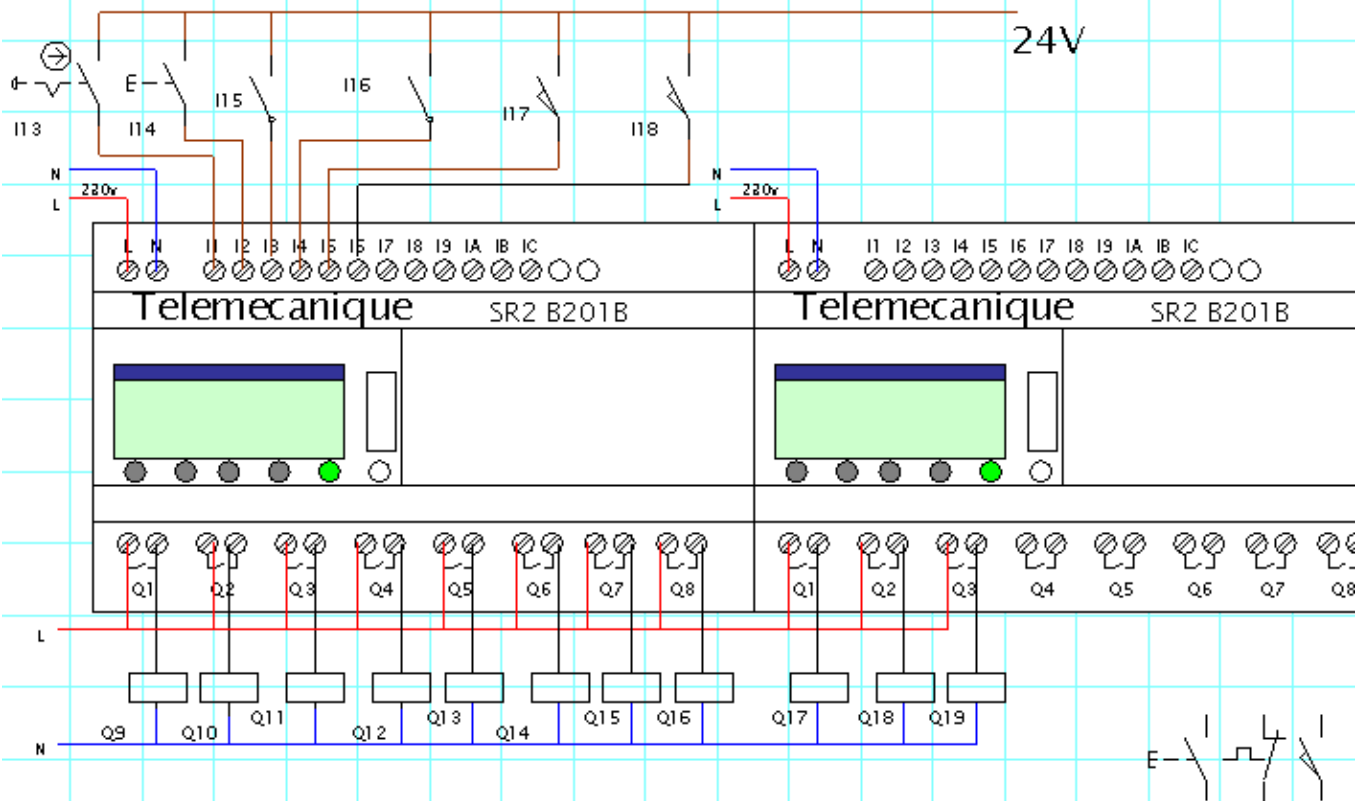 24V
E
I15
I16
I17
I18
I13
I14
N
220v
L
N
220v
L
L N I1 I2 I3 I4 I5 I6 I7 I8 I9 IA IB IC
L N I1 I2 I3 I4 I5 I6 I7 I8 I9 IA IB IC
Telemecanique SR2 B201B
Telemecanique SR2 B201B
Q1 Q2 Q3 Q4 Q5 Q6 Q7 Q8
Q1 Q2 Q3 Q4 Q5 Q6 Q7 Q8
L
Q9 Q10 Q11 Q12 Q13 Q14 Q15 Q16 Q17 Q18 Q19
N
E